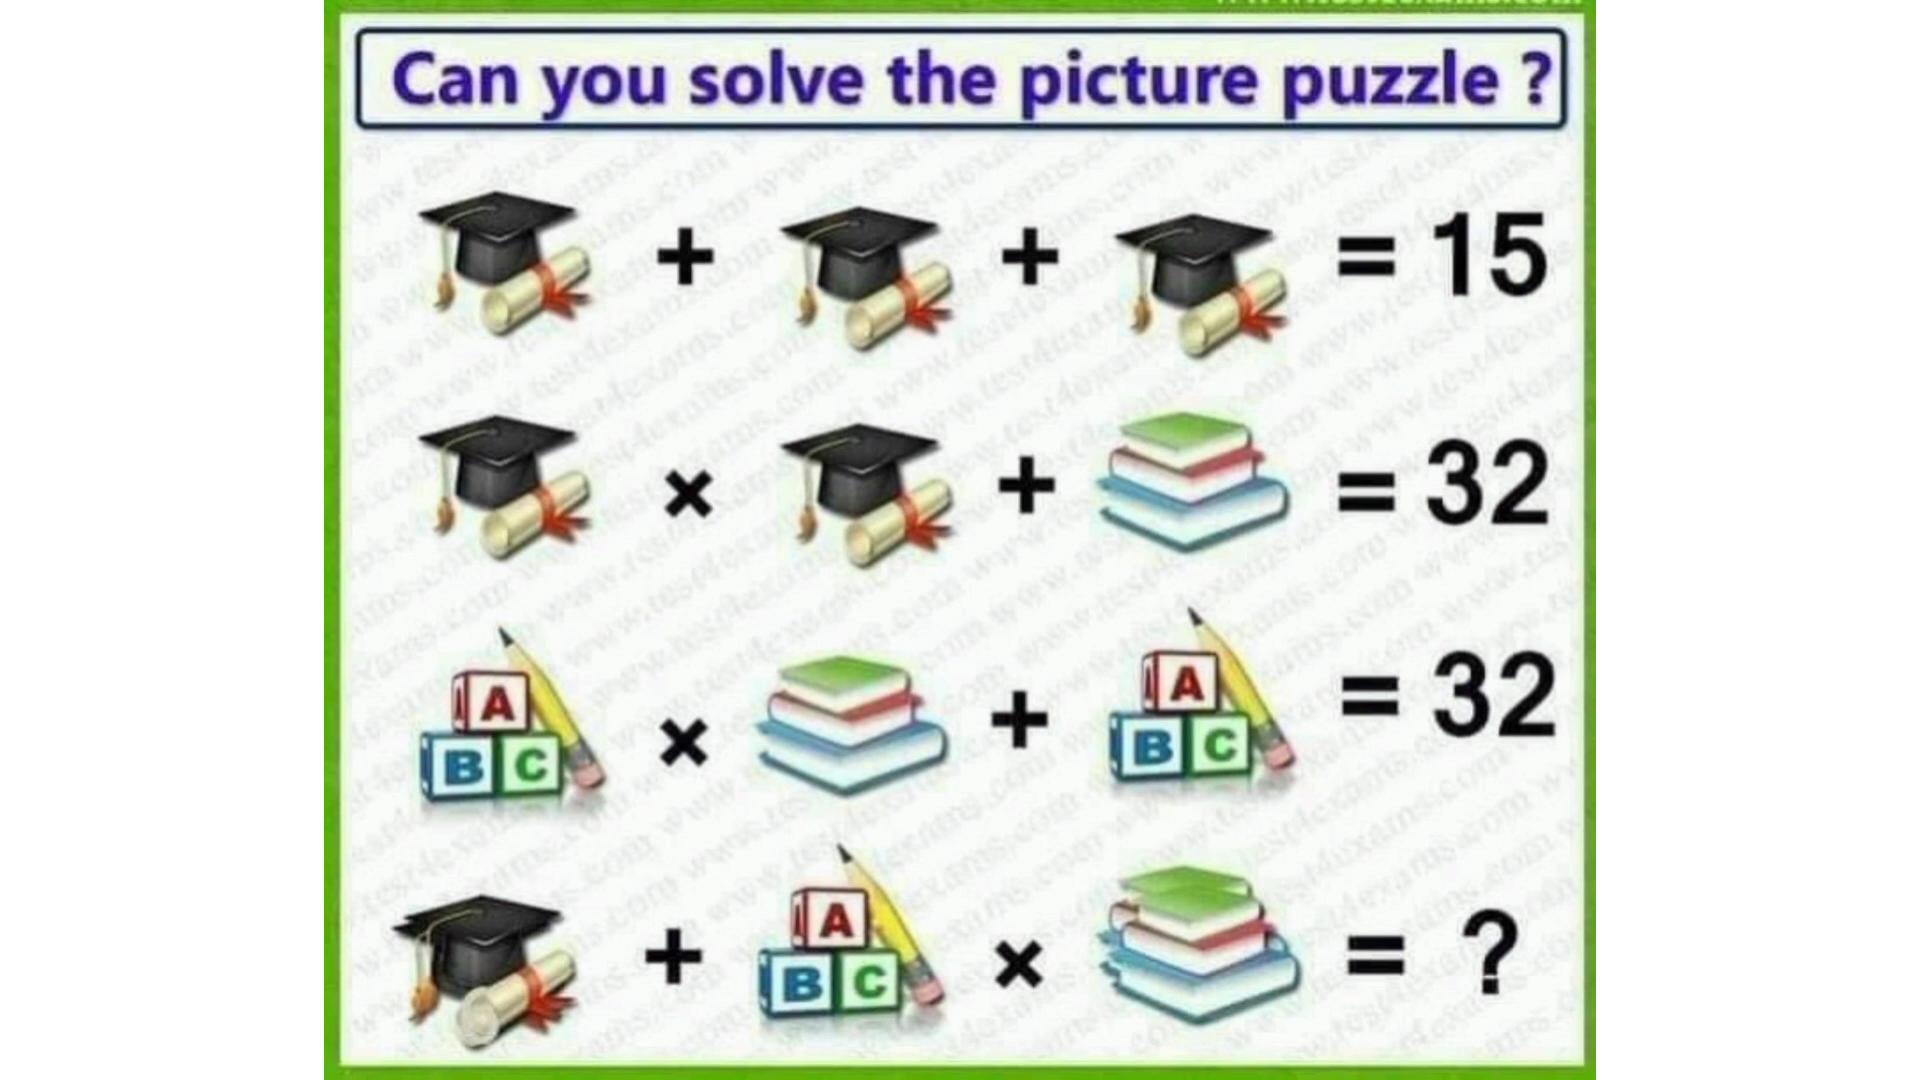 Can you solve the picture puzzle ?
+ + = 15
× + = 32
A B C × + A B C = 32
+ A B C × = ?